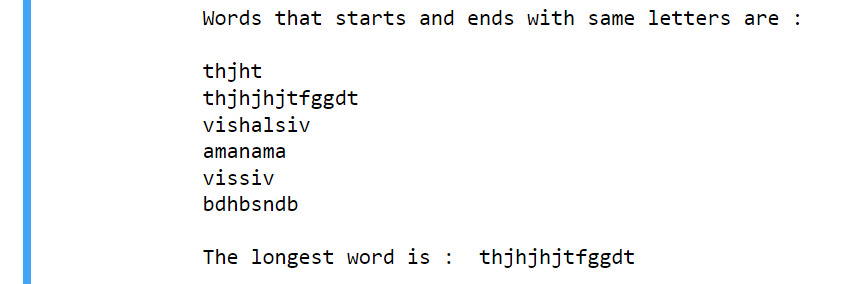 Words that starts and ends with same letters are :
thjht
thjhjhjtfggdt
vishalsiv
amanama
vissiv
bdhbsndb
The longest word is :  thjhjhjtfggdt